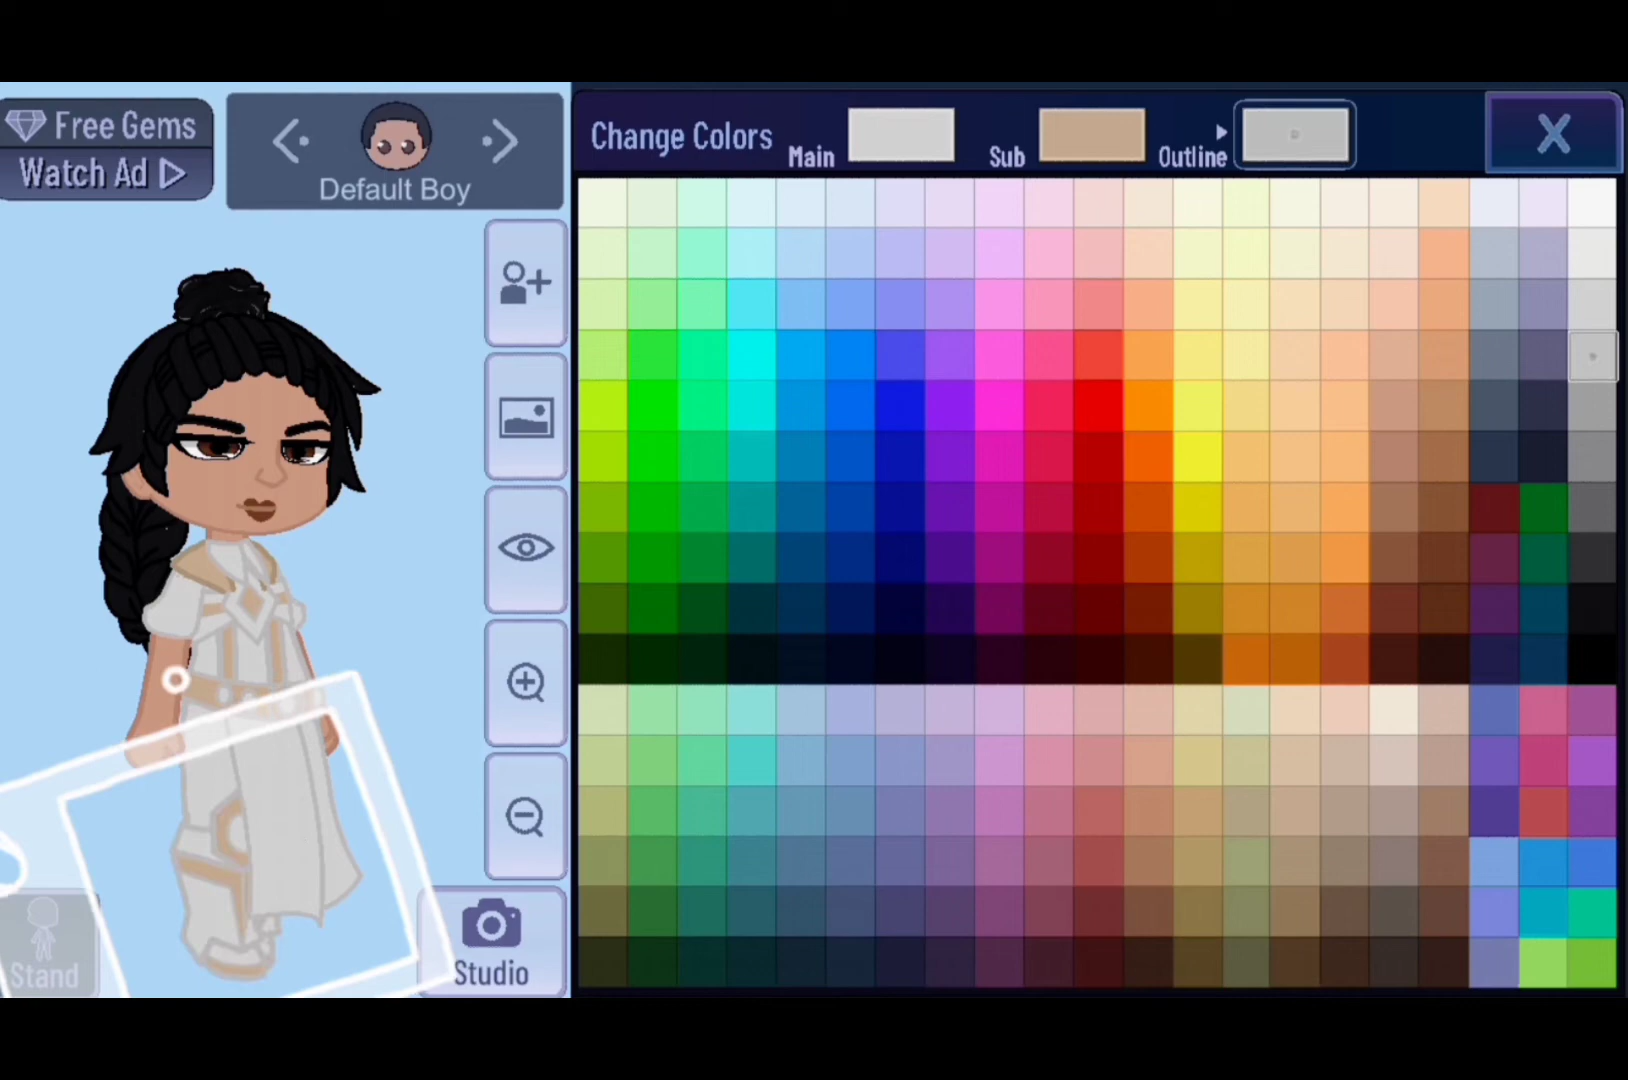 Free Gems
Watch Ad
Default Boy
Change Colors
Main
Sub
Outline
X
Stand
Studio